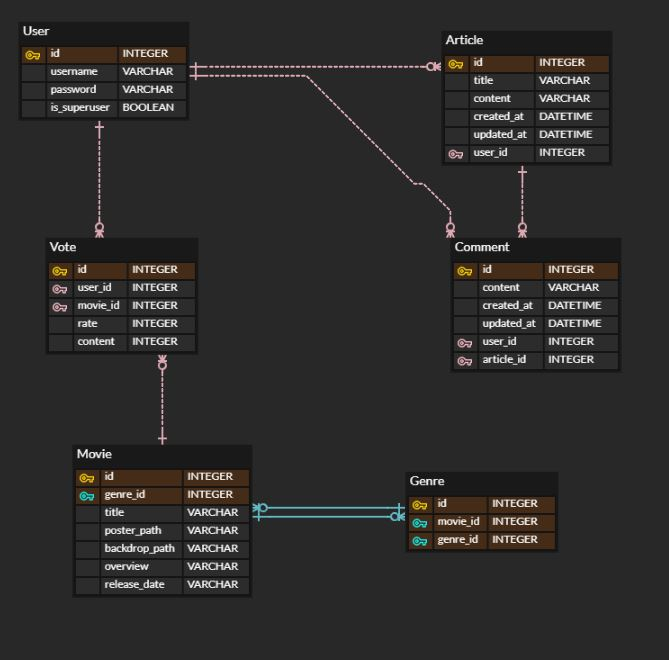 User
id INTEGER
username VARCHAR
password VARCHAR
is_superuser BOOLEAN
Article
id INTEGER
title VARCHAR
content VARCHAR
created_at DATETIME
updated_at DATETIME
user_id INTEGER
Vote
id INTEGER
user_id INTEGER
movie_id INTEGER
rate INTEGER
content INTEGER
Comment
id INTEGER
content VARCHAR
created_at DATETIME
updated_at DATETIME
user_id INTEGER
article_id INTEGER
Movie
id INTEGER
genre_id INTEGER
title VARCHAR
poster_path VARCHAR
backdrop_path VARCHAR
overview VARCHAR
release_date VARCHAR
Genre
id INTEGER
movie_id INTEGER
genre_id INTEGER